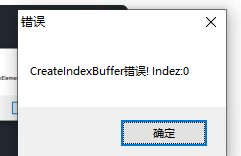 错误
CreateIndexBuffer错误! Indez:0
Elemen
确定